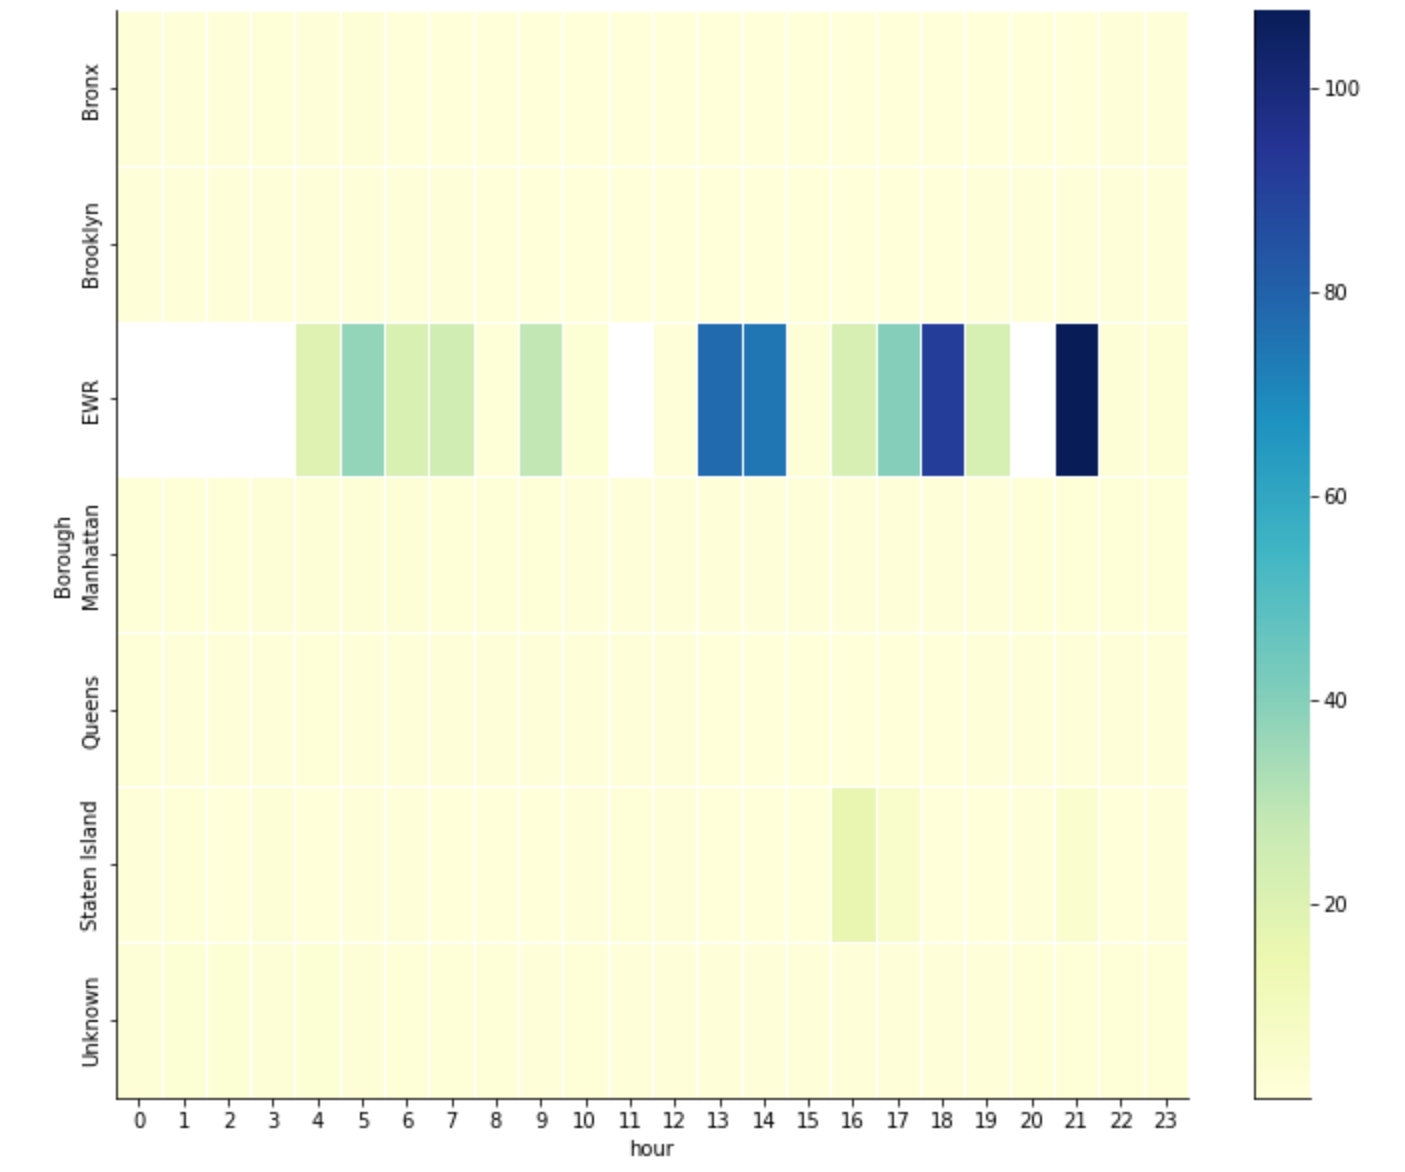 Borough
Bronx
Brooklyn
EWR
Manhattan
Queens
Staten Island
Unknown
0 1 2 3 4 5 6 7 8 9 10 11 12 13 14 15 16 17 18 19 20 21 22 23
hour
100
80
60
40
20